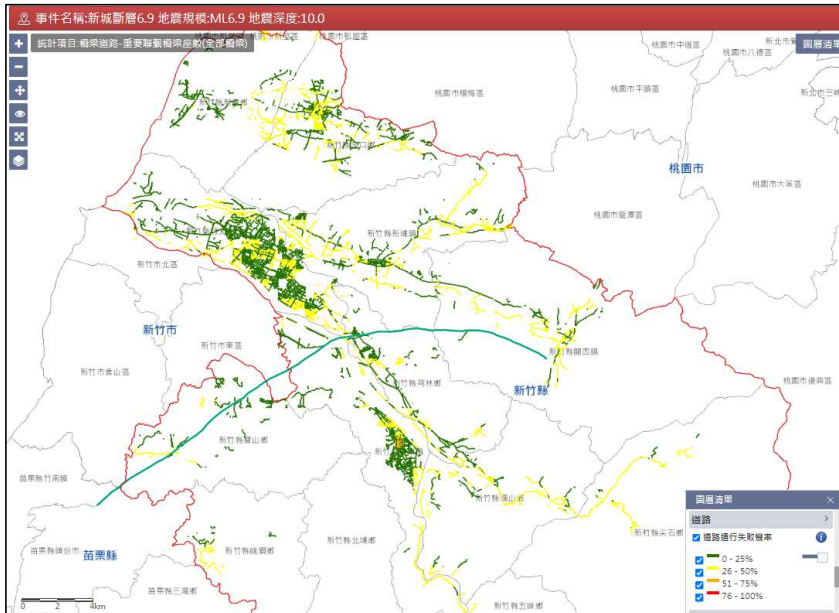 事件名稱:新城斷層6.9 地震規模:ML6.9 地震深度:10.0
統計項目:橋梁道路-重要聯繫橋梁座數(全部橋梁)
圖層清單
桃園市中壢區
桃園市八德區
桃園市楊梅區
桃園市平鎮區
桃園市
桃園市大溪區
桃園市龍潭區
新竹縣新埔鎮
新竹市北區
新竹市
新竹市東區
新竹縣關西鎮
新竹市香山區
新竹縣芎林鄉
新竹縣
桃園市復興區
新竹縣寶山鄉
苗栗縣竹南鎮
新竹縣橫山鄉
新竹縣尖石鄉
新竹縣北埔鄉
苗栗縣頭份市
苗栗縣
新竹縣峨眉鄉
苗栗縣三灣鄉
新竹縣五峰鄉
0 2 4km
圖層清單 ×
道路 >
道路通行失敗機率
0 - 25%
26 - 50%
51 - 75%
76 - 100%